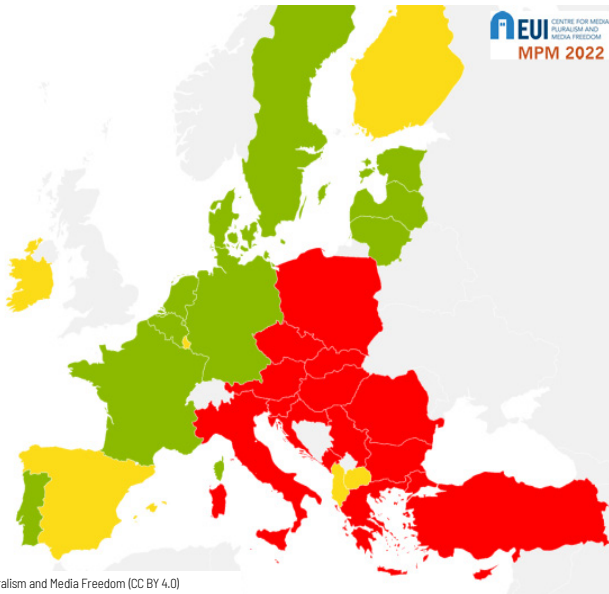 EUI
CENTRE FOR MEDIA
PLURALISM AND
MEDIA FREEDOM
MPM 2022
ralism and Media Freedom (CC BY 4.0)